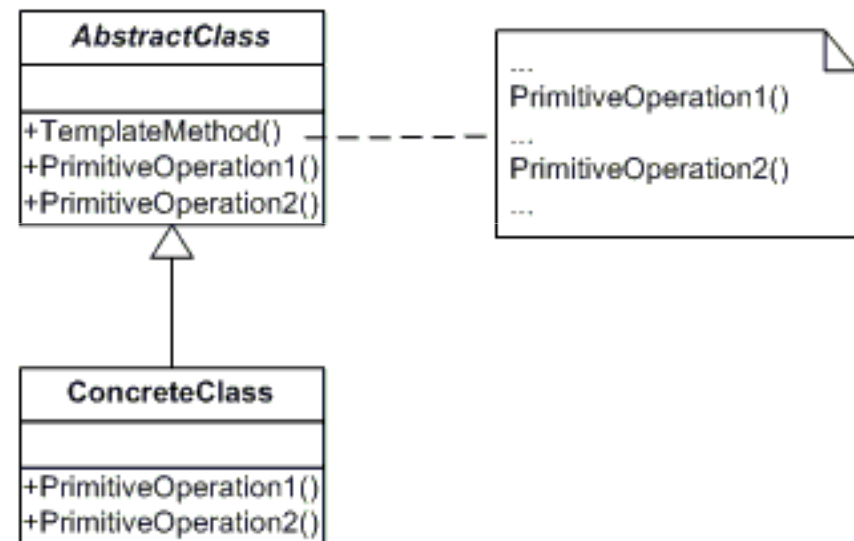 AbstractClass
+TemplateMethod()
+PrimitiveOperation1()
+PrimitiveOperation2()
...
PrimitiveOperation1()
...
PrimitiveOperation2()
...
ConcreteClass
+PrimitiveOperation1()
+PrimitiveOperation2()